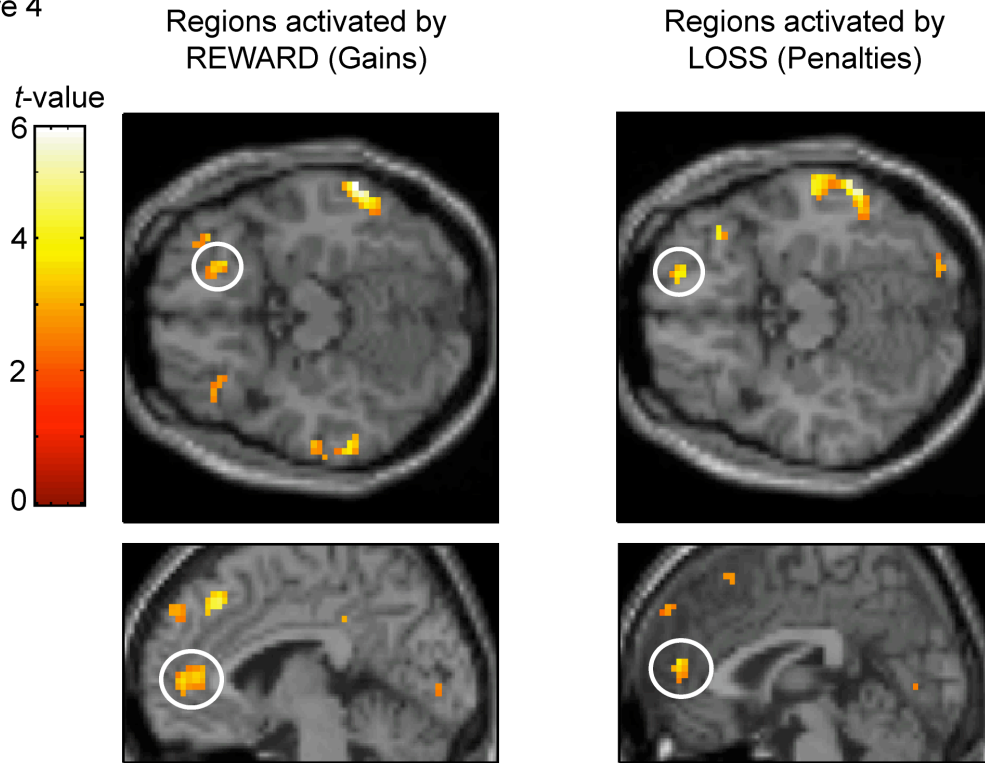 e 4
Regions activated by
REWARD (Gains)
Regions activated by
LOSS (Penalties)
t-value
6
4
2
0